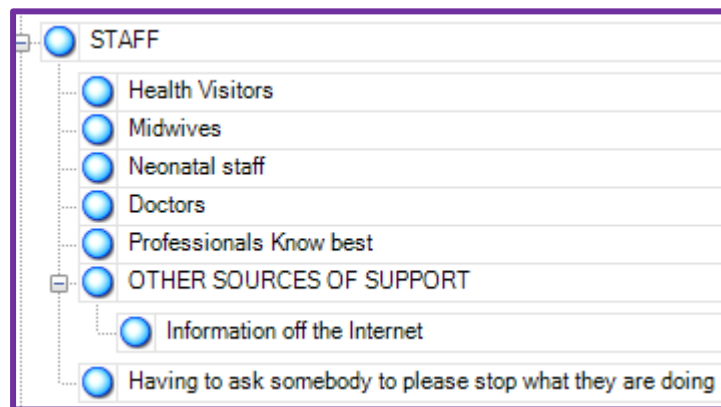 STAFF
Health Visitors
Midwives
Neonatal staff
Doctors
Professionals Know best
OTHER SOURCES OF SUPPORT
Information off the Internet
Having to ask somebody to please stop what they are doing